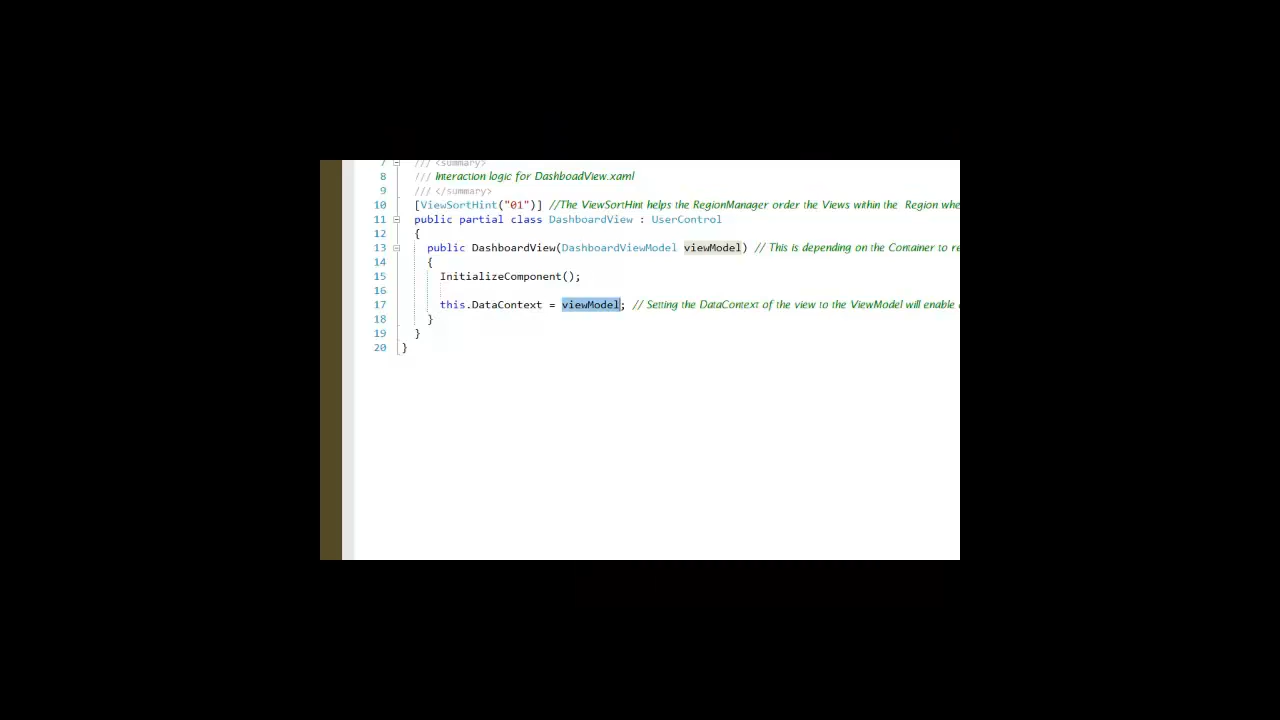 7 /// <summary>
8 /// Interaction logic for DashboadView.xaml
9 /// </summary>
10 [ViewSortHint("01")] //The ViewSortHint helps the RegionManager order the Views within the Region whe
11 public partial class DashboardView : UserControl
12 {
13 public DashboardView(DashboardViewModel viewModel) // This is depending on the Container to re
14 {
15 InitializeComponent();
16
17 this.DataContext = viewModel; // Setting the DataContext of the view to the ViewModel will enable
18 }
19 }
20 }